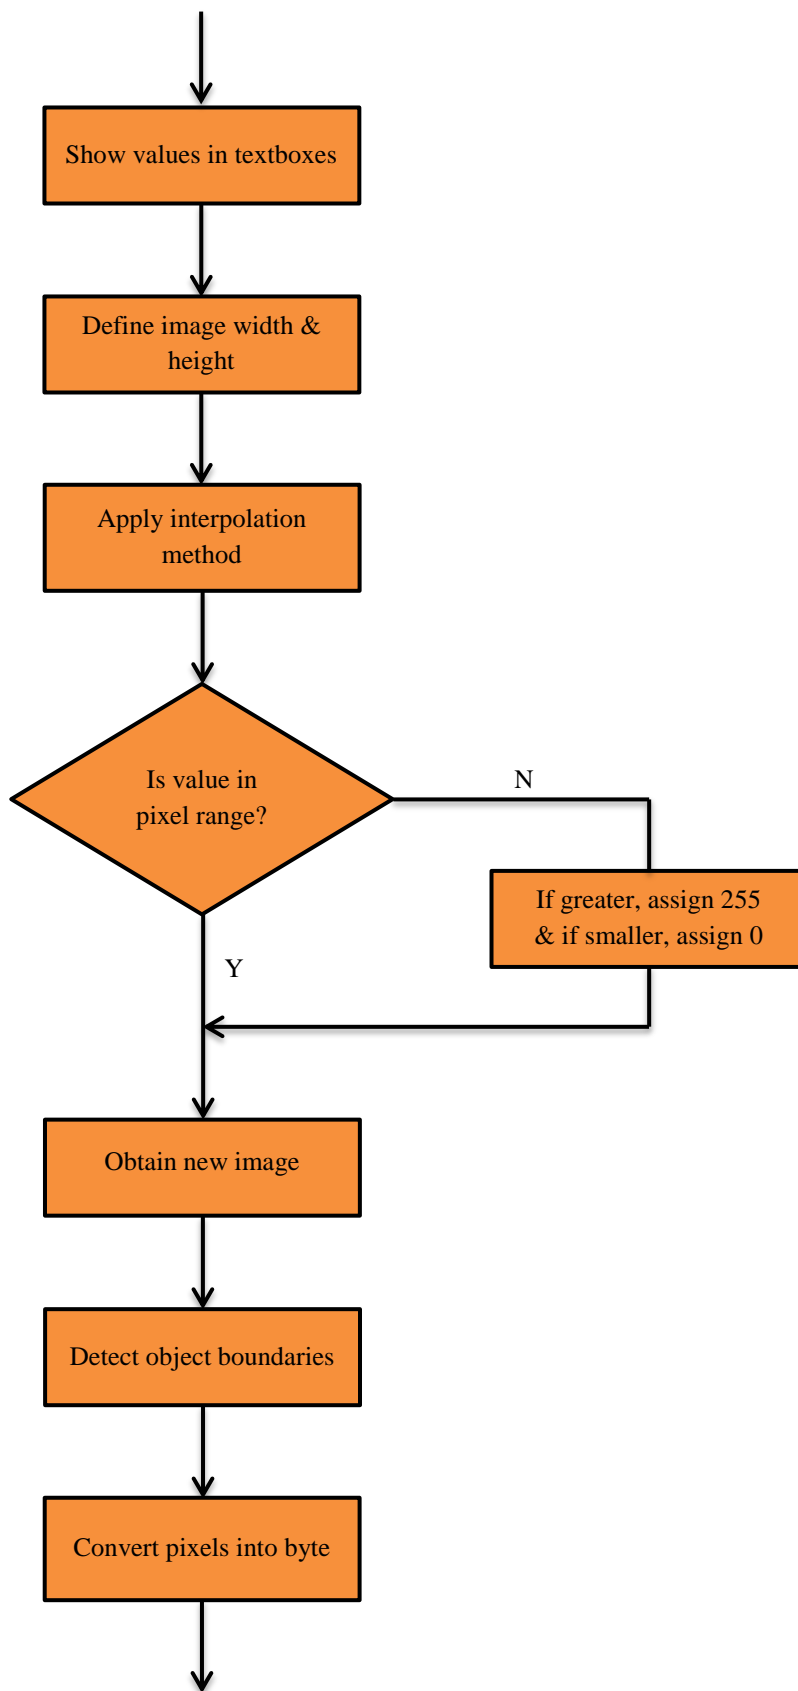 Show values in textboxes
Define image width &
height
Apply interpolation
method
Is value in
pixel range?
N
If greater, assign 255
& if smaller, assign 0
Y
Obtain new image
Detect object boundaries
Convert pixels into byte